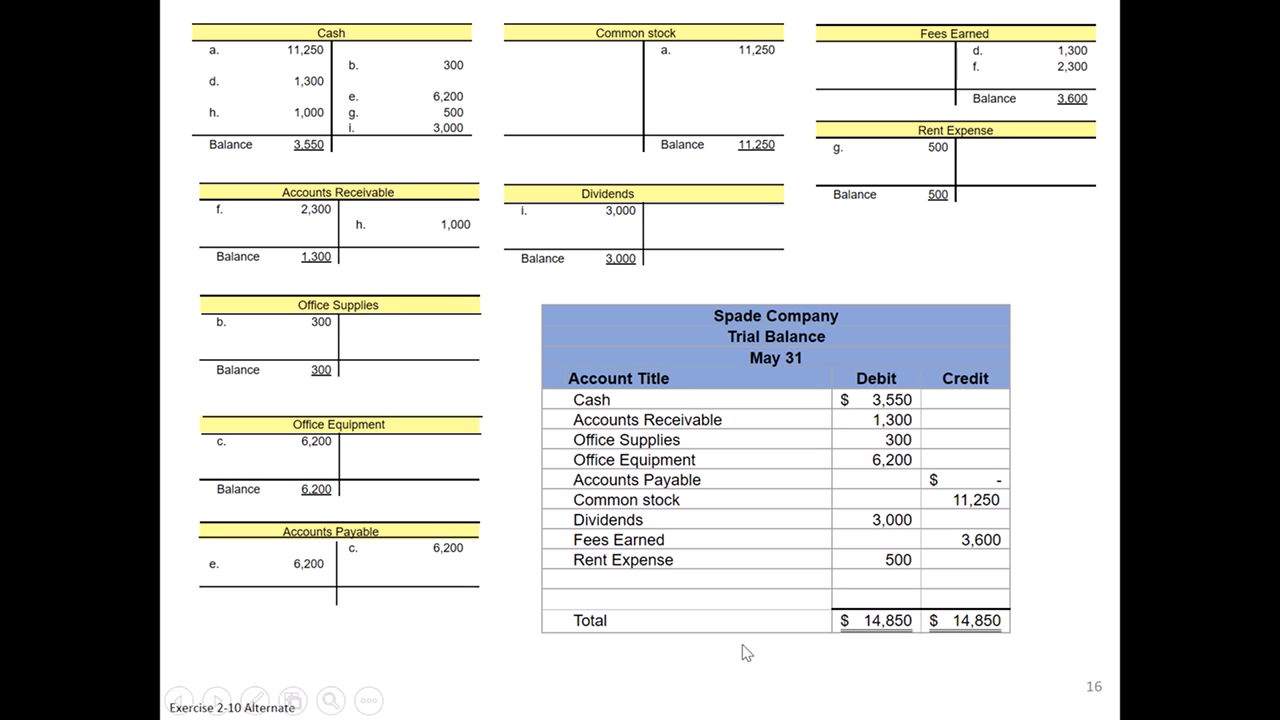 Cash
a. 11,250
b. 300
d. 1,300
e. 6,200
h. 1,000 g. 500
i. 3,000
Balance 3,550
Accounts Receivable
f. 2,300
h. 1,000
Balance 1,300
Office Supplies
b. 300
Balance 300
Office Equipment
c. 6,200
Balance 6,200
Accounts Payable
c. 6,200
e. 6,200
Common stock
a. 11,250
Balance 11,250
Dividends
i. 3,000
Balance 3,000
Fees Earned
d. 1,300
f. 2,300
Balance 3,600
Rent Expense
g. 500
Balance 500
Spade Company
Trial Balance
May 31
Account Title Debit Credit
Cash $ 3,550
Accounts Receivable 1,300
Office Supplies 300
Office Equipment 6,200
Accounts Payable $ -
Common stock 11,250
Dividends 3,000
Fees Earned 3,600
Rent Expense 500
Total $ 14,850 $ 14,850
16
Exercise 2-10 Alternate